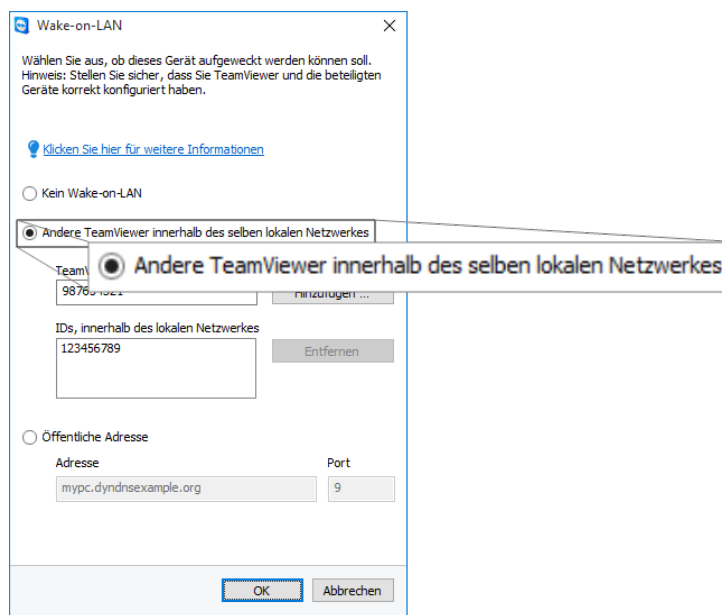 Wake-on-LAN
Wählen Sie aus, ob dieses Gerät aufgeweckt werden können soll.
Hinweis: Stellen Sie sicher, dass Sie TeamViewer und die beteiligten
Geräte korrekt konfiguriert haben.
Klicken Sie hier für weitere Informationen
Kein Wake-on-LAN
Andere TeamViewer innerhalb des selben lokalen Netzwerkes
Andere TeamViewer innerhalb des selben lokalen Netzwerkes
987654321
Hinzufügen ...
IDs, innerhalb des lokalen Netzwerkes
123456789
Entfernen
Öffentliche Adresse
Adresse
Port
mypc.dyndnsexample.org
9
OK
Abbrechen